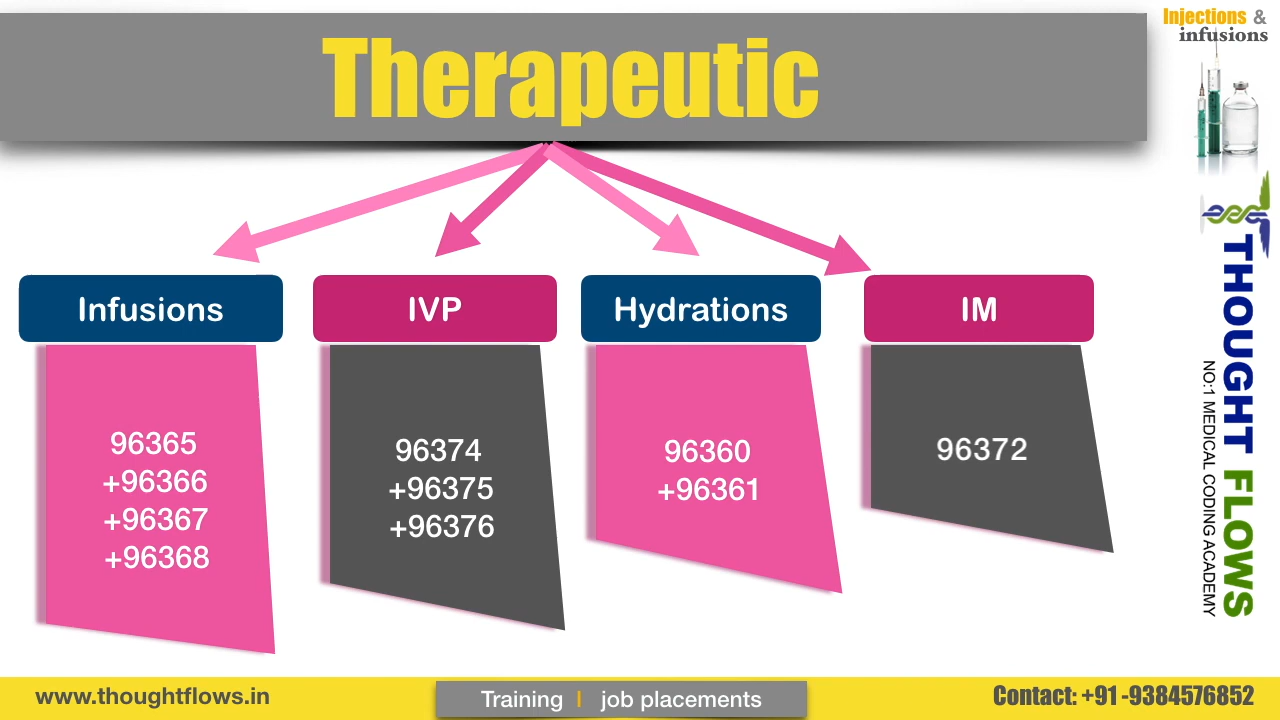 Injections &
infusions
Therapeutic
Infusions
96365
+96366
+96367
+96368
IVP
96374
+96375
+96376
Hydrations
96360
+96361
IM
96372
THOUGHT FLOWS
NO:1 MEDICAL CODING ACADEMY
www.thoughtflows.in
Training I job placements
Contact: +91 -9384576852